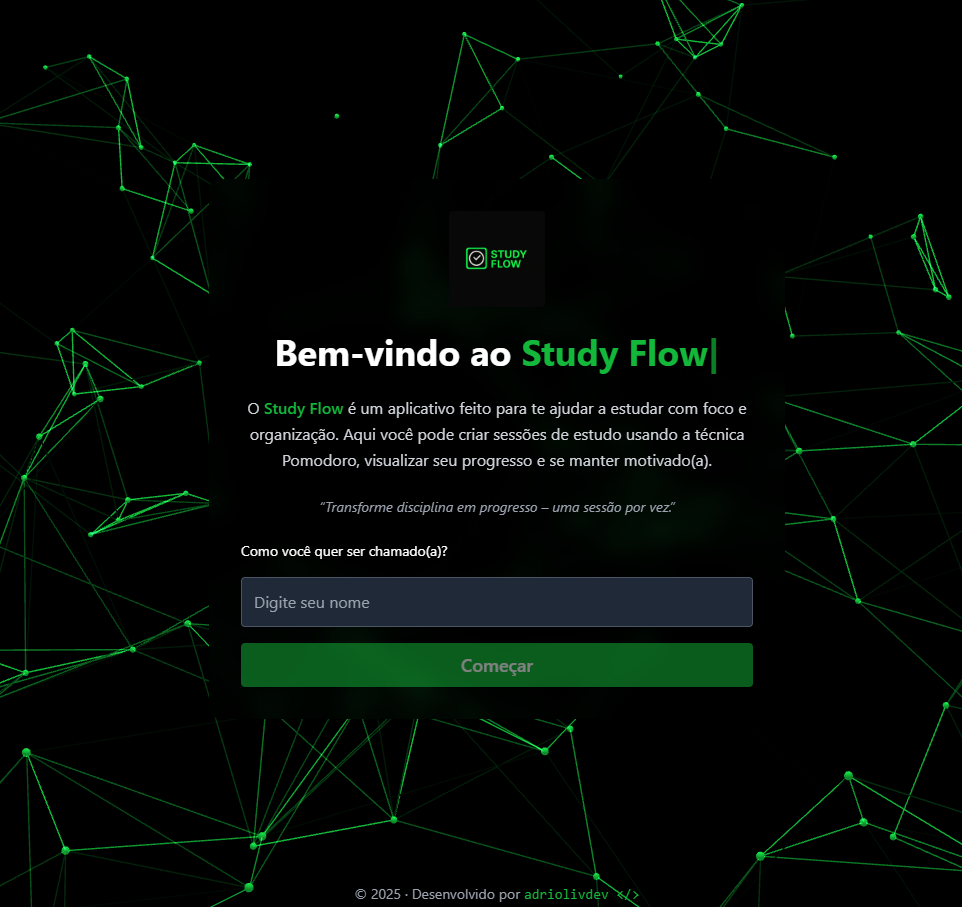 STUDY
FLOW
Bem-vindo ao Study Flow|
O Study Flow é um aplicativo feito para te ajudar a estudar com foco e
organização. Aqui você pode criar sessões de estudo usando a técnica
Pomodoro, visualizar seu progresso e se manter motivado(a).
“Transforme disciplina em progresso – uma sessão por vez.”
Como você quer ser chamado(a)?
Digite seu nome
Começar
© 2025 · Desenvolvido por adriolivdev </>